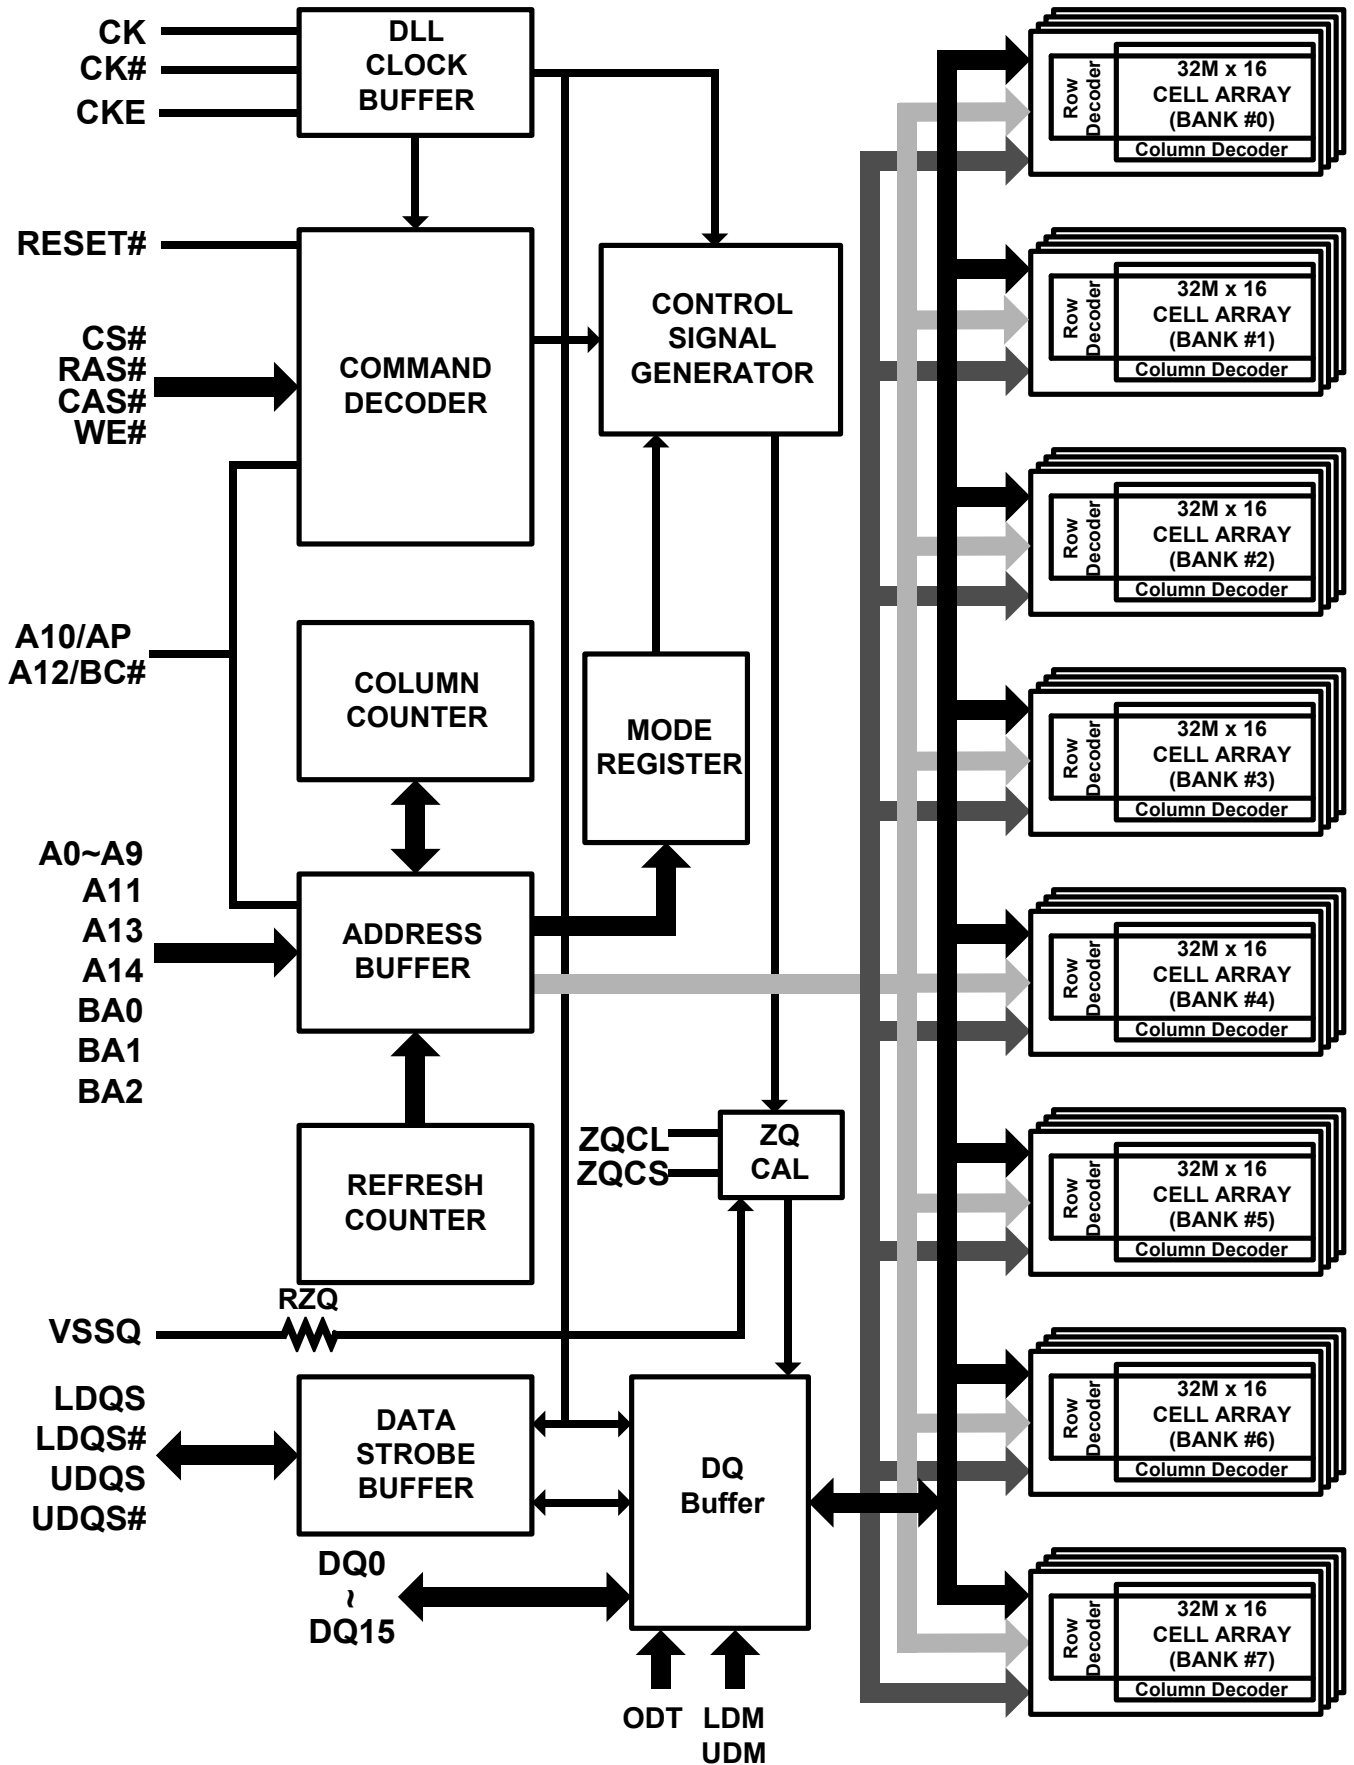 CK
CK#
CKE
DLL
CLOCK
BUFFER
RESET#
CS#
RAS#
CAS#
WE#
COMMAND
DECODER
CONTROL
SIGNAL
GENERATOR
A10/AP
A12/BC#
COLUMN
COUNTER
MODE
REGISTER
A0~A9
A11
A13
A14
BA0
BA1
BA2
ADDRESS
BUFFER
REFRESH
COUNTER
ZQCL
ZQCS
ZQ
CAL
RZQ
VSSQ
LDQS
LDQS#
UDQS
UDQS#
DATA
STROBE
BUFFER
DQ
Buffer
DQ0
~
DQ15
ODT
LDM
UDM
Row
Decoder
32M x 16
CELL ARRAY
(BANK #0)
Column Decoder
Row
Decoder
32M x 16
CELL ARRAY
(BANK #1)
Column Decoder
Row
Decoder
32M x 16
CELL ARRAY
(BANK #2)
Column Decoder
Row
Decoder
32M x 16
CELL ARRAY
(BANK #3)
Column Decoder
Row
Decoder
32M x 16
CELL ARRAY
(BANK #4)
Column Decoder
Row
Decoder
32M x 16
CELL ARRAY
(BANK #5)
Column Decoder
Row
Decoder
32M x 16
CELL ARRAY
(BANK #6)
Column Decoder
Row
Decoder
32M x 16
CELL ARRAY
(BANK #7)
Column Decoder